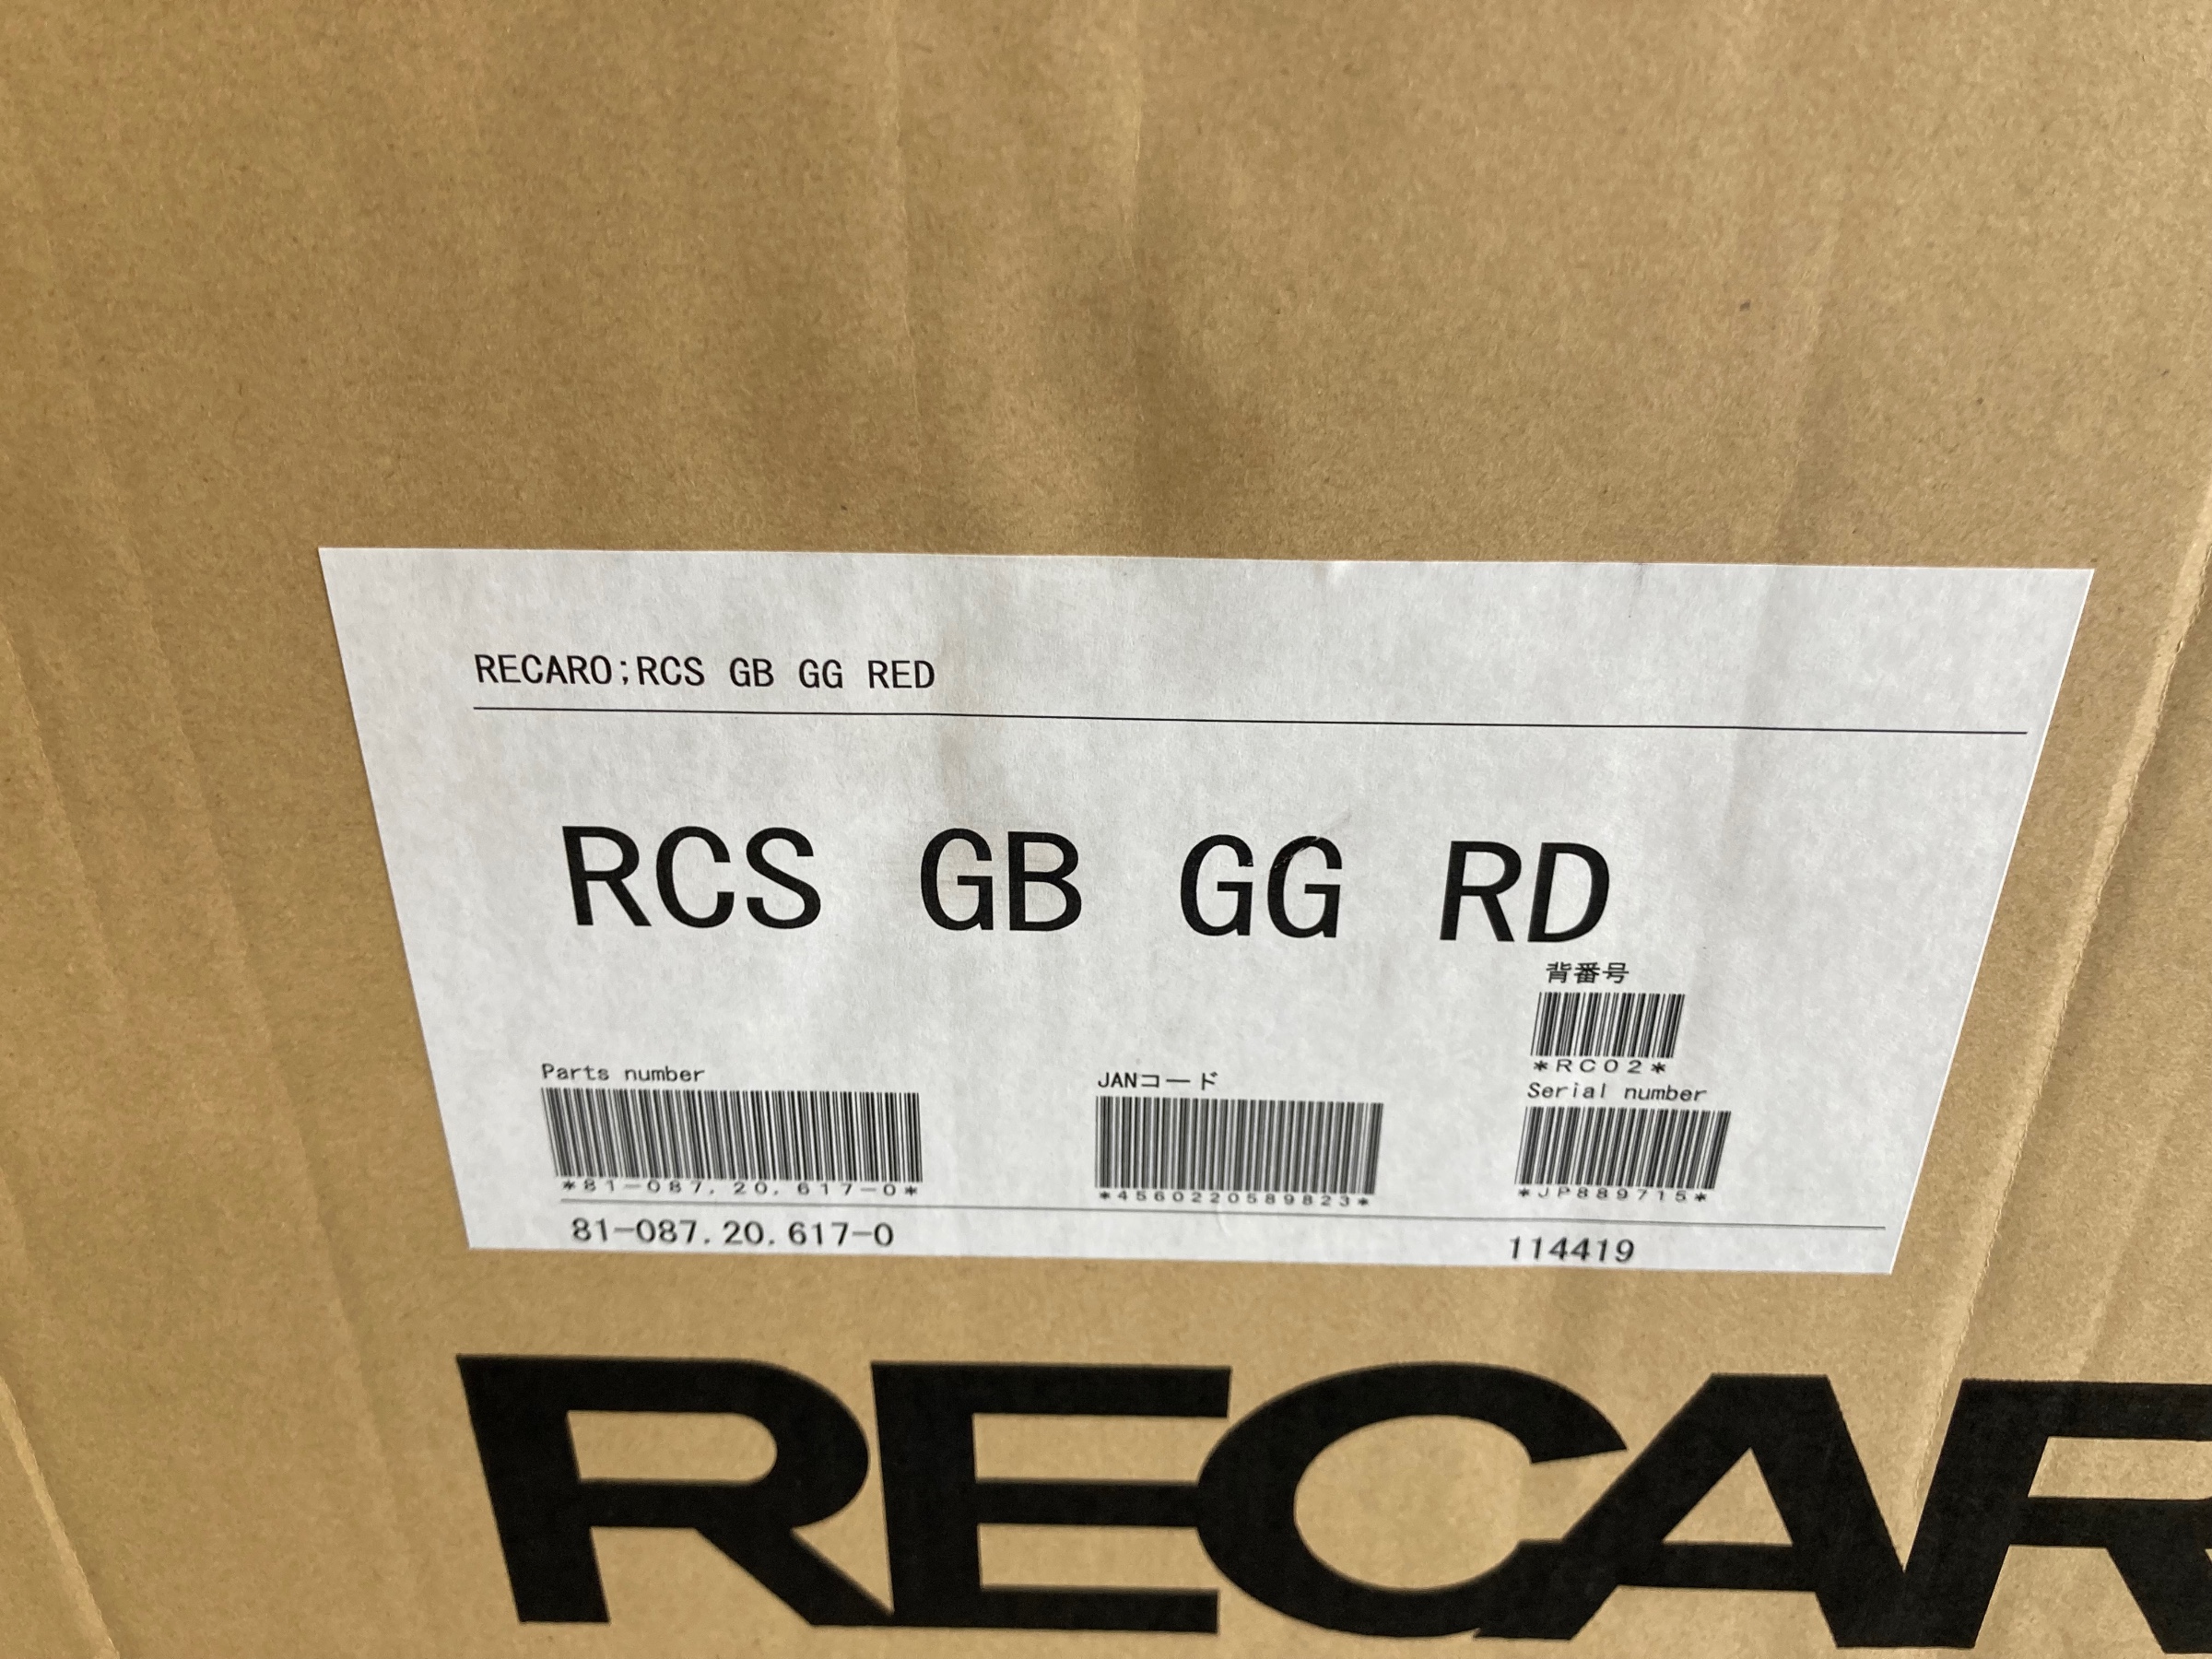 RECARO;RCS GB GG RED
RCS GB GG RD
背番号
*RC02*
Parts number
JANコード
Serial number
*81-087.20.617-0*
*4560220589823*
*JP889715*
81-087.20.617-0
114419
RECAR